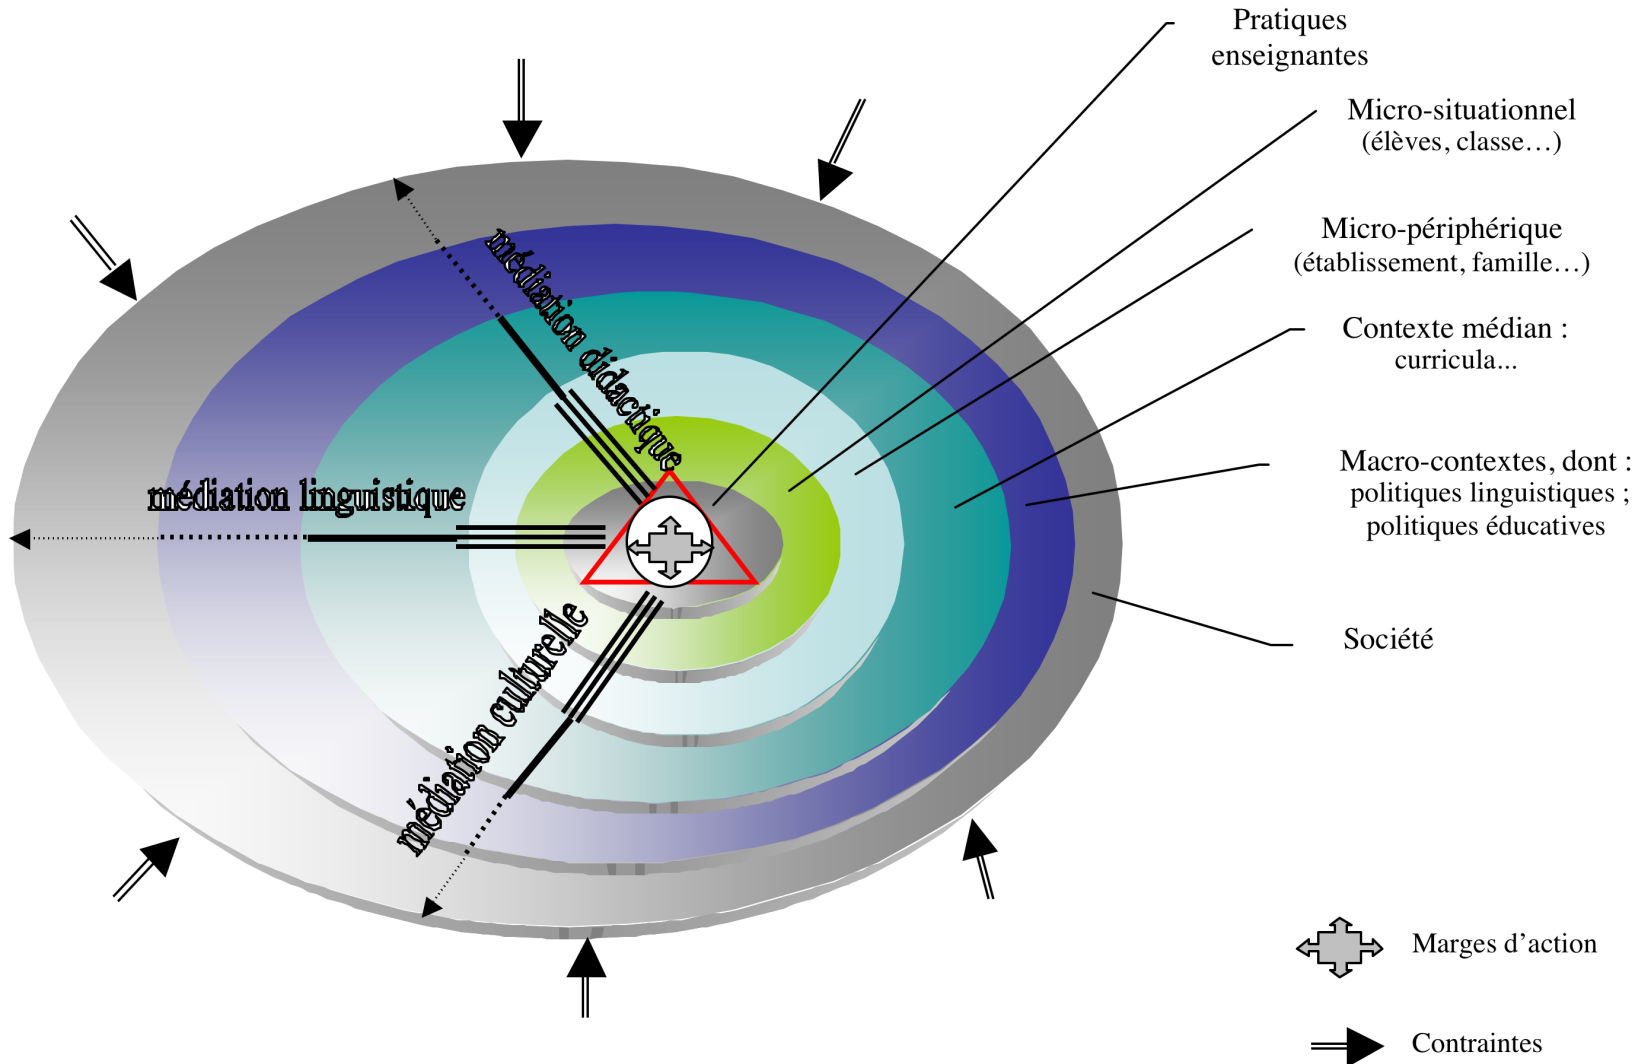 Pratiques
enseignantes
Micro-situationnel
(élèves, classe…)
Micro-périphérique
(établissement, famille…)
Contexte médian :
curricula...
Macro-contextes, dont :
politiques linguistiques ;
politiques éducatives
Société
médiation didactique
médiation linguistique
médiation culturelle
Marges d’action
Contraintes